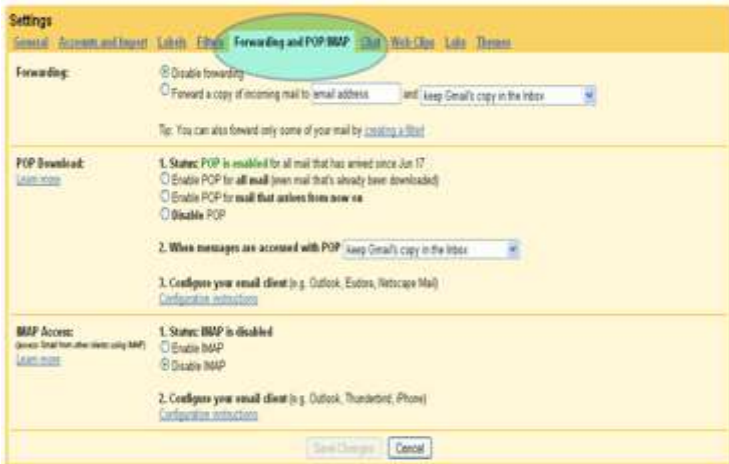 Settings
General Accounts and Import Labels Filters Forwarding and POP/IMAP Chat Web Clips Labs Themes
Forwarding:
Disable forwarding
Forward a copy of incoming mail to email address and keep Gmail's copy in the Inbox
Tip: You can also forward only some of your mail by creating a filter!
POP Download:
Learn more
1. Status: POP is enabled for all mail that has arrived since Jun 17
Enable POP for all mail (even mail that's already been downloaded)
Enable POP for mail that arrives from now on
Disable POP
2. When messages are accessed with POP keep Gmail's copy in the Inbox
3. Configure your email client (e.g. Outlook, Eudora, Netscape Mail)
Configuration instructions
IMAP Access:
(access Gmail from other clients using IMAP)
Learn more
1. Status: IMAP is disabled
Enable IMAP
Disable IMAP
2. Configure your email client (e.g. Outlook, Thunderbird, iPhone)
Configuration instructions
Save Changes Cancel